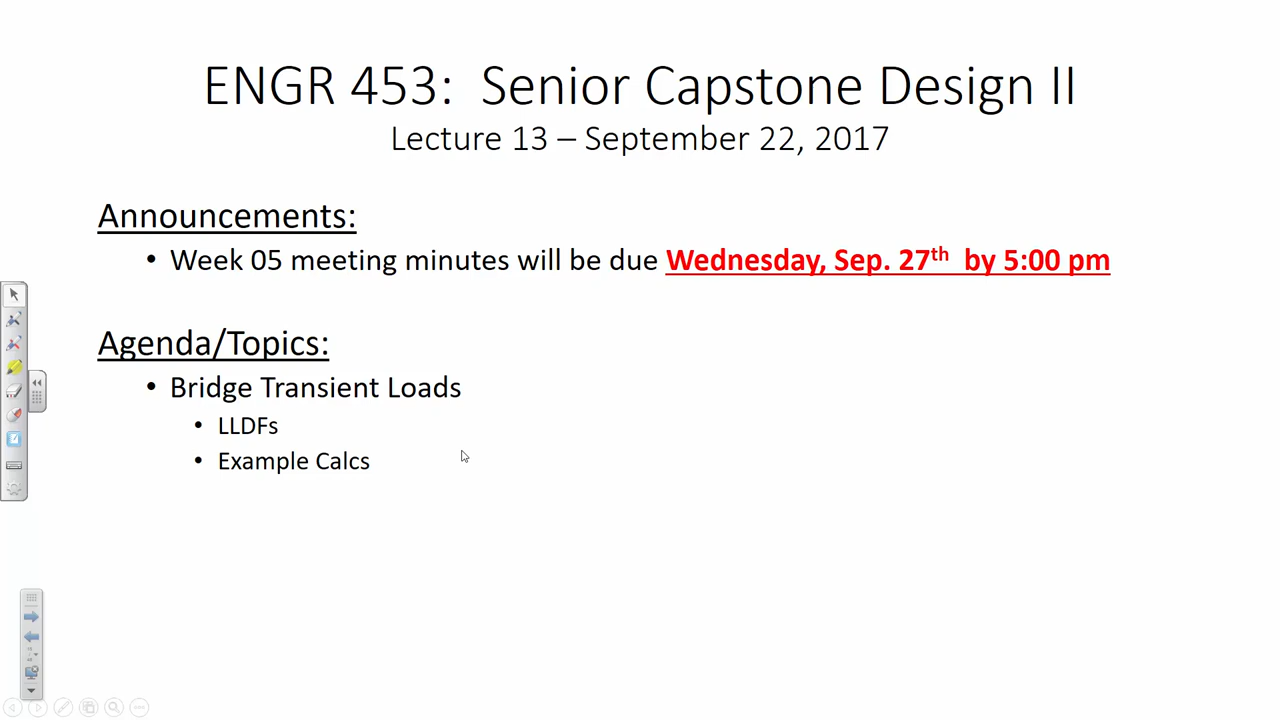 ENGR 453:  Senior Capstone Design II
Lecture 13 – September 22, 2017
Announcements:
• Week 05 meeting minutes will be due Wednesday, Sep. 27th  by 5:00 pm
Agenda/Topics:
• Bridge Transient Loads
• LLDFs
• Example Calcs